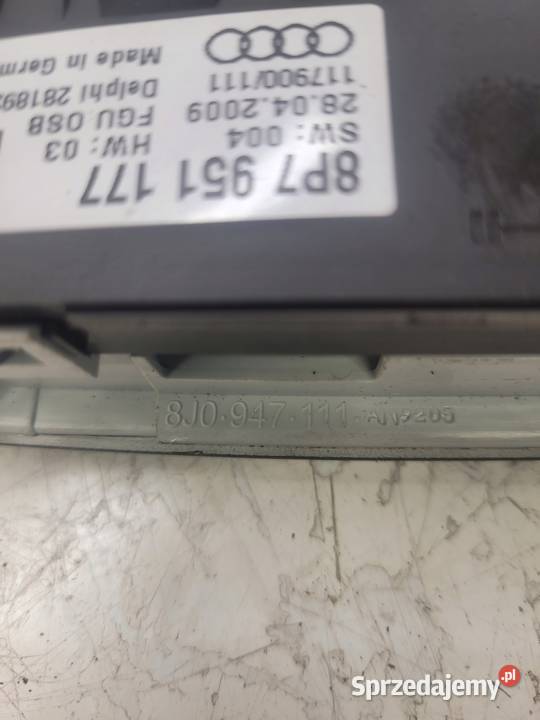 8P7 951 177
SW: 004 HW: 03
28.04.2009 FGU OSB
117900/111 Delphi 28189
Made in Germ
8J0·947·111
Sprzedajemy.pl